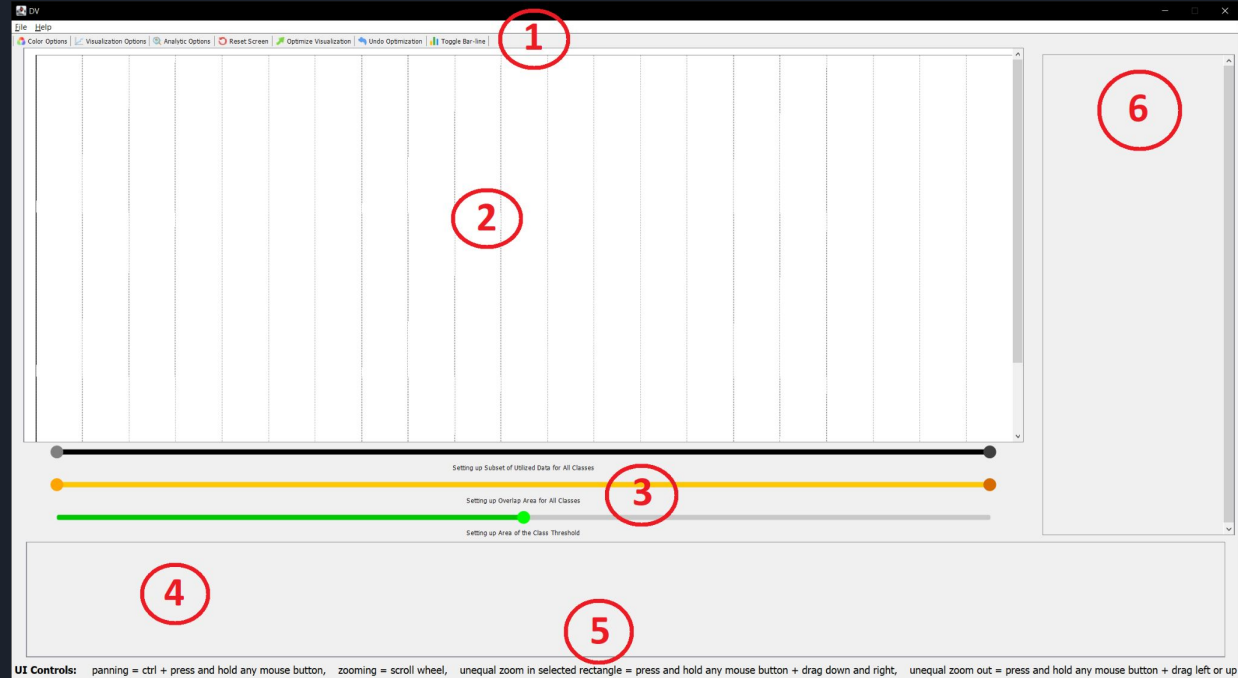 DV
File Help
Color Options Visualization Options Analytic Options Reset Screen Optimize Visualization Undo Optimization Toggle Bar-line
1
6
2
Setting up Subset of Utilized Data for All Classes
3
Setting up Overlap Area for All Classes
Setting up Area of the Class Threshold
4
5
UI Controls: panning = ctrl + press and hold any mouse button, zooming = scroll wheel, unequal zoom in selected rectangle = press and hold any mouse button + drag down and right, unequal zoom out = press and hold any mouse button + drag left or up